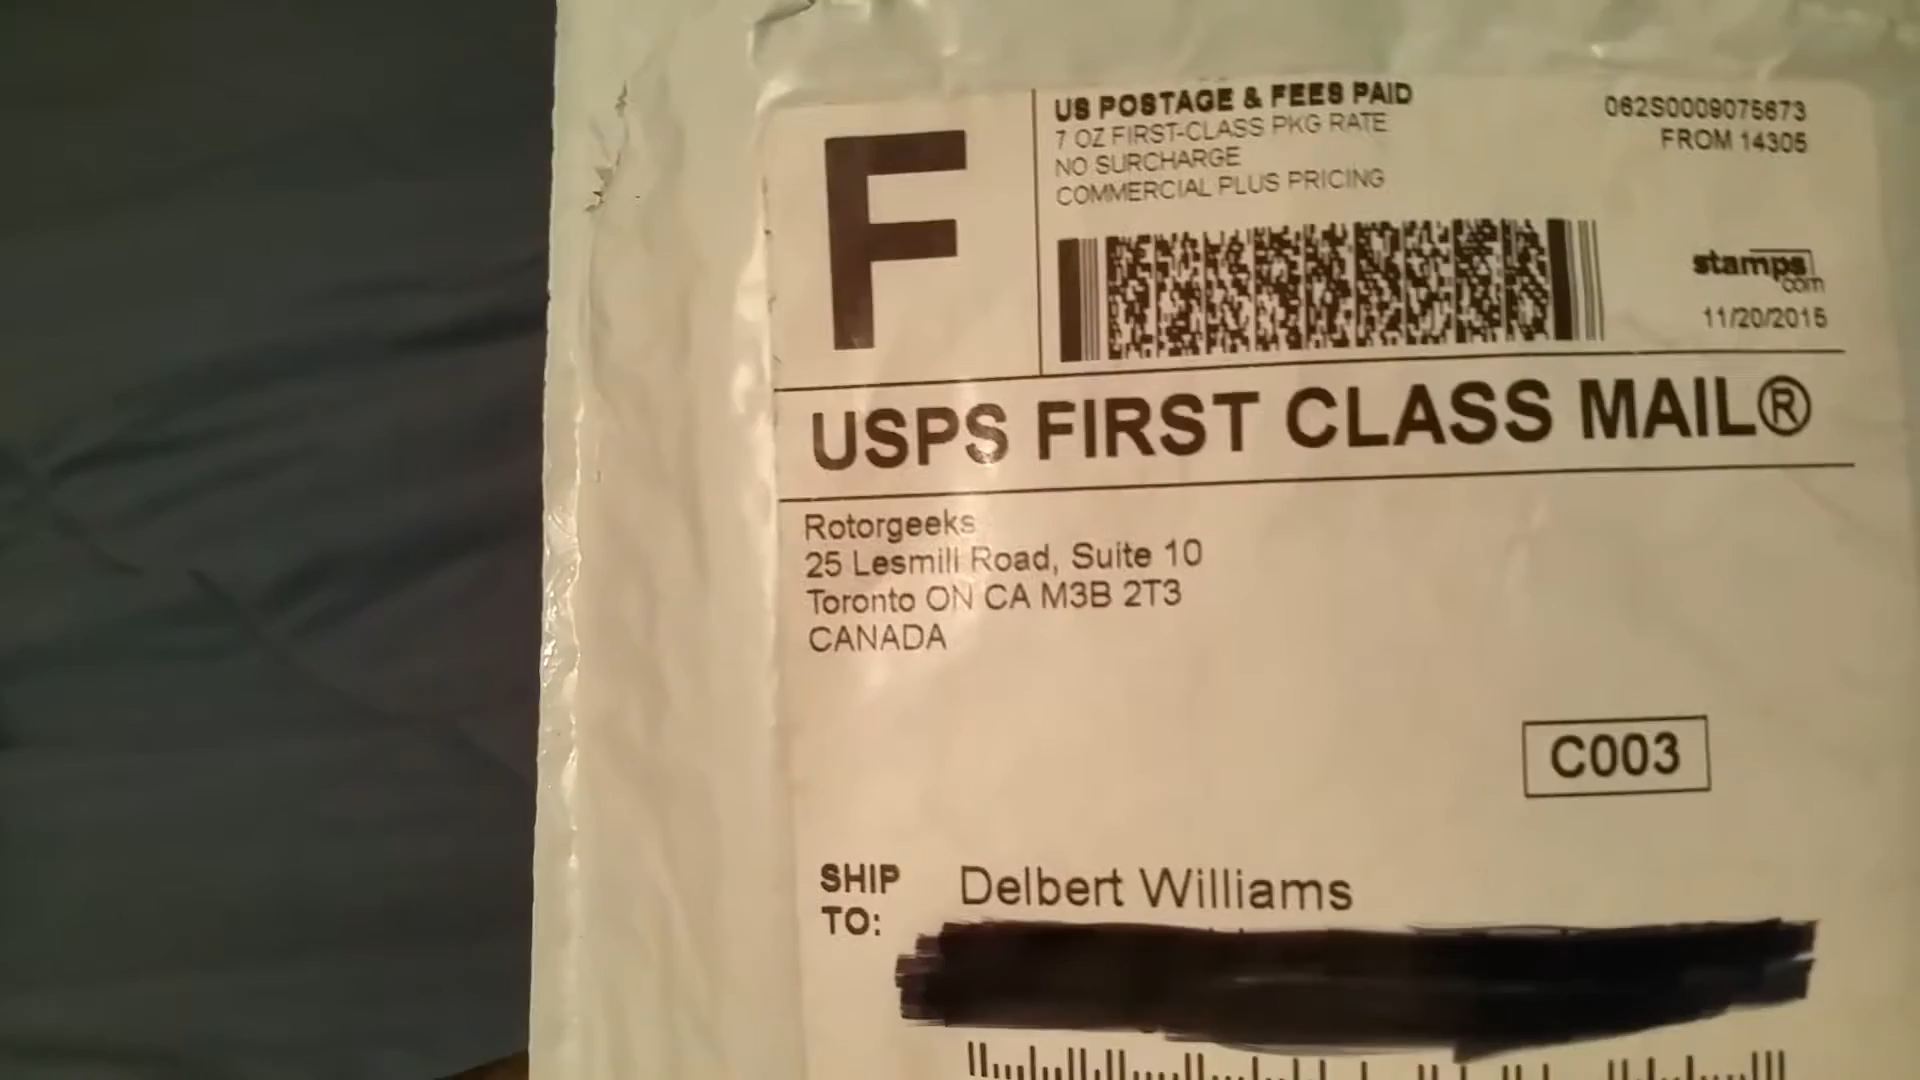 F
US POSTAGE & FEES PAID
7 OZ FIRST-CLASS PKG RATE
NO SURCHARGE
COMMERCIAL PLUS PRICING
062S0009075673
FROM 14305
stamps
.com
11/20/2015
USPS FIRST CLASS MAIL®
Rotorgeeks
25 Lesmill Road, Suite 10
Toronto ON CA M3B 2T3
CANADA
C003
SHIP
TO:
Delbert Williams